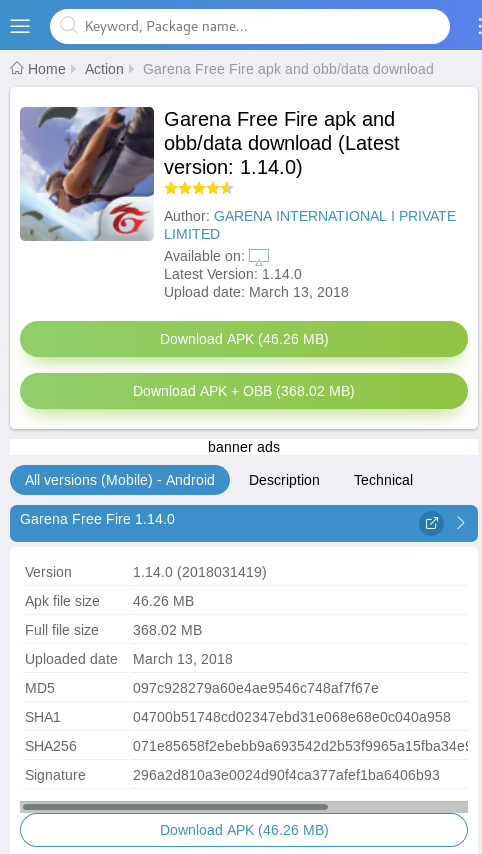 Keyword, Package name...
Home Action Garena Free Fire apk and obb/data download
Garena Free Fire apk and
obb/data download (Latest
version: 1.14.0)
Author: GARENA INTERNATIONAL I PRIVATE
LIMITED
Available on:
Latest Version: 1.14.0
Upload date: March 13, 2018
Download APK (46.26 MB)
Download APK + OBB (368.02 MB)
banner ads
All versions (Mobile) - Android Description Technical
Garena Free Fire 1.14.0
Version 1.14.0 (2018031419)
Apk file size 46.26 MB
Full file size 368.02 MB
Uploaded date March 13, 2018
MD5 097c928279a60e4ae9546c748af7f67e
SHA1 04700b51748cd02347ebd31e068e68e0c040a958
SHA256 071e85658f2ebebb9a693542d2b53f9965a15fba34e9
Signature 296a2d810a3e0024d90f4ca377afef1ba6406b93
Download APK (46.26 MB)